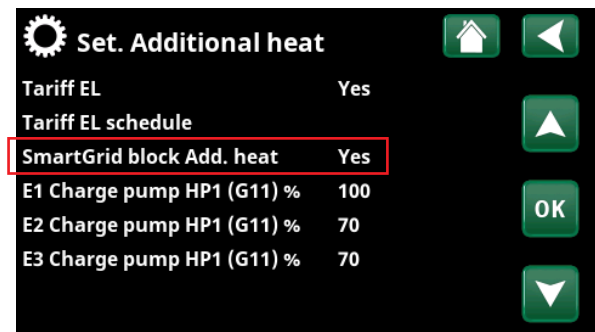 Set. Additional heat
Tariff EL Yes
Tariff EL schedule
SmartGrid block Add. heat Yes
E1 Charge pump HP1 (G11) % 100
E2 Charge pump HP1 (G11) % 70
E3 Charge pump HP1 (G11) % 70
OK